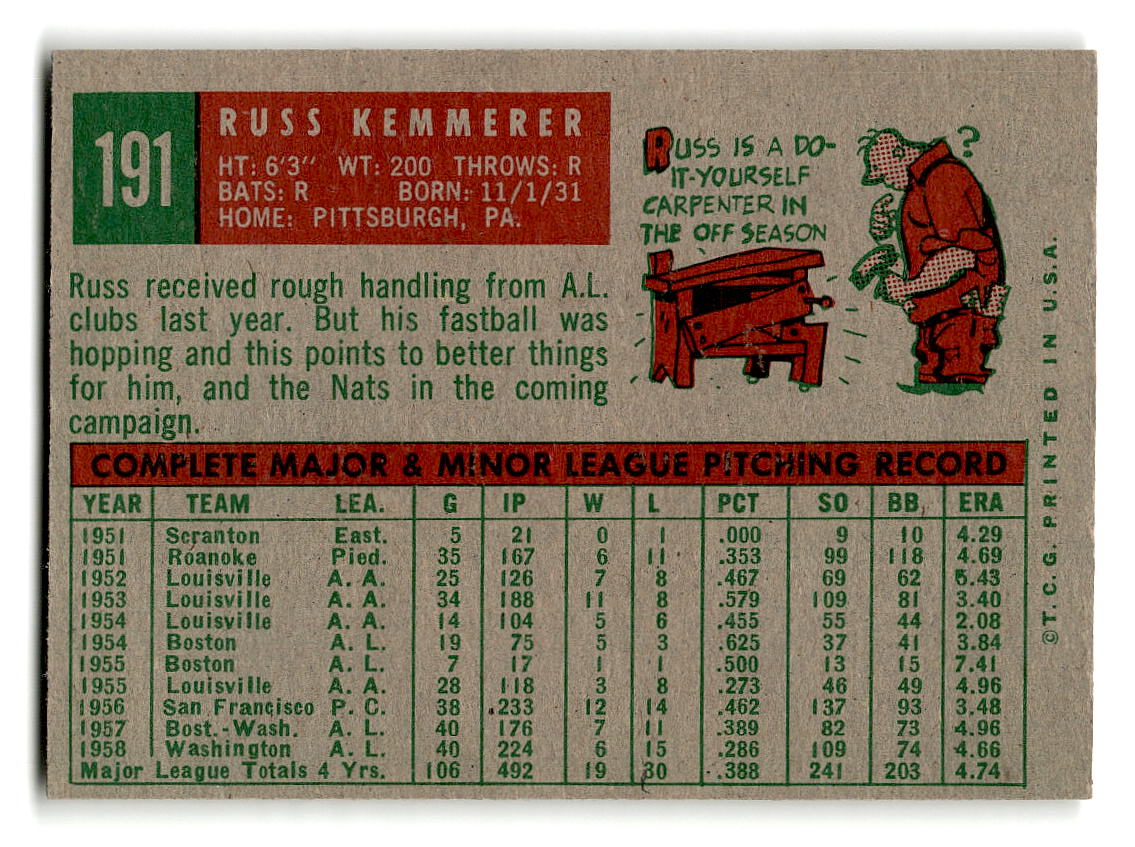 191
RUSS KEMMERER
HT: 6'3" WT: 200 THROWS: R
BATS: R BORN: 11/1/31
HOME: PITTSBURGH, PA.
RUSS IS A DO-
IT-YOURSELF
CARPENTER IN
THE OFF SEASON
?
Russ received rough handling from A.L.
clubs last year. But his fastball was
hopping and this points to better things
for him, and the Nats in the coming
campaign.
COMPLETE MAJOR & MINOR LEAGUE PITCHING RECORD
YEAR TEAM LEA. G IP W L PCT SO BB ERA
1951 Scranton East. 5 21 0 1 .000 9 10 4.29
1951 Roanoke Pied. 35 167 6 11 .353 99 118 4.69
1952 Louisville A. A. 25 126 7 8 .467 69 62 5.43
1953 Louisville A. A. 34 188 11 8 .579 109 81 3.40
1954 Louisville A. A. 14 104 5 6 .455 55 44 2.08
1954 Boston A. L. 19 75 5 3 .625 37 41 3.84
1955 Boston A. L. 7 17 1 1 .500 13 15 7.41
1955 Louisville A. A. 28 118 3 8 .273 46 49 4.96
1956 San Francisco P. C. 38 233 12 14 .462 137 93 3.48
1957 Bost.-Wash. A. L. 40 176 7 11 .389 82 73 4.96
1958 Washington A. L. 40 224 6 15 .286 109 74 4.66
Major League Totals 4 Yrs. 106 492 19 30 .388 241 203 4.74
©T.C.G. PRINTED IN U.S.A.